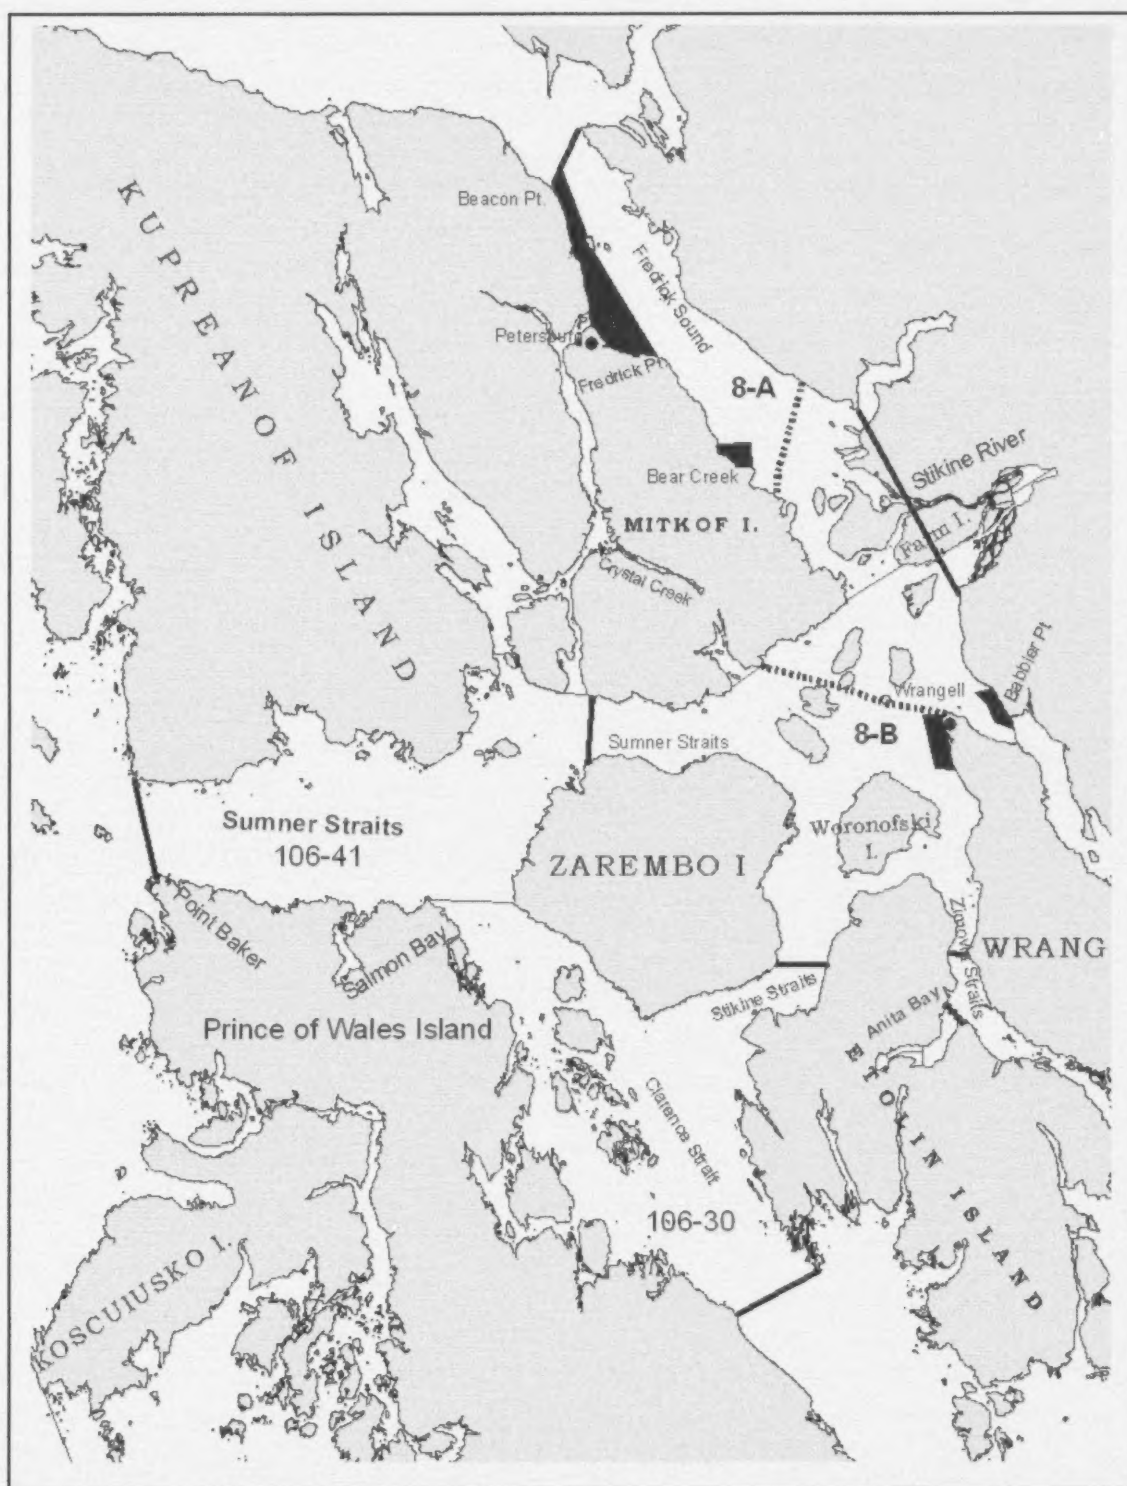 KUPREANOF ISLAND
Beacon Pt.
Fredrick Sound
Petersburg
Fredrick Pt.
8-A
Stikine River
Bear Creek
MITKOF I.
Farm I.
Crystal Creek
Babbler Pt
Wrangell
8-B
Sumner Straits
Sumner Straits
106-41
Woronofski
I.
ZAREMBO I
Point Baker
Salmon Bay
Zimovia Straits
WRANG
Stikine Straits
Anita Bay
Prince of Wales Island
Clarence Strait
ETOLIN ISLAND
106-30
KOSCUIUSKO I.